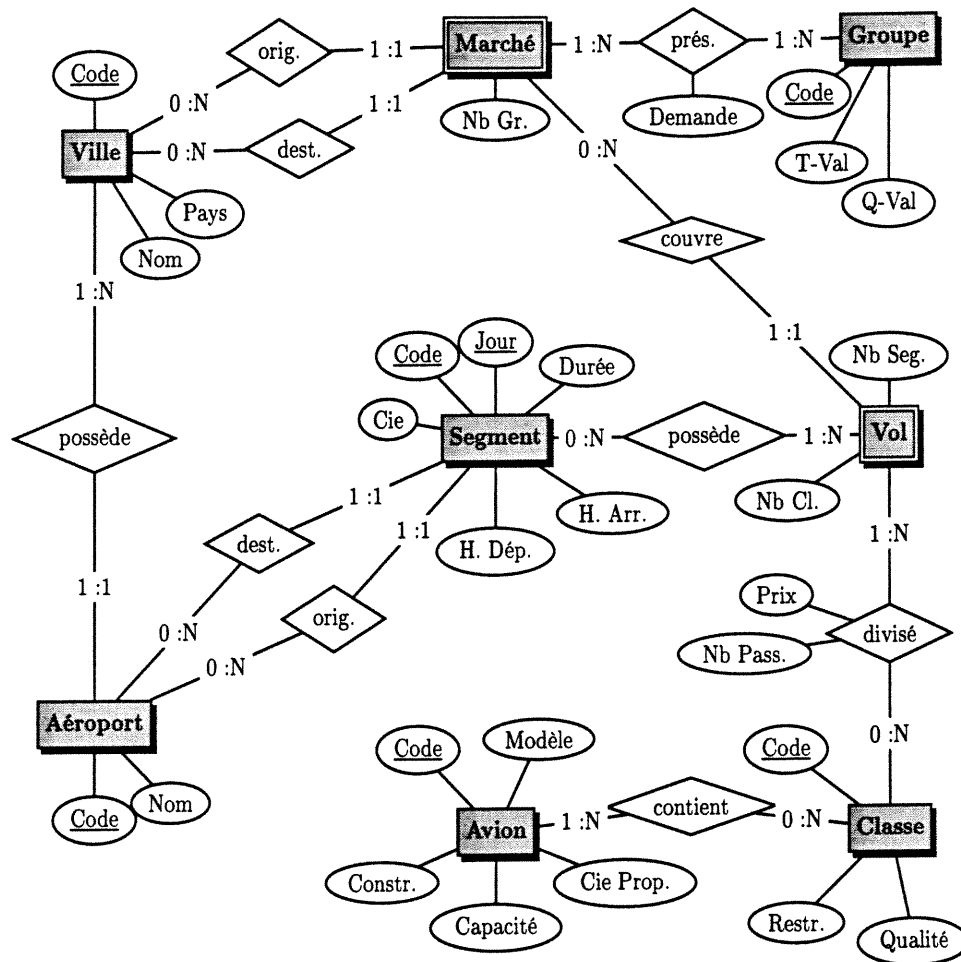 orig.
1 :1
Marché
1 :N
prés.
1 :N
Groupe
Code
0 :N
1 :1
Nb Gr.
Demande
Code
Ville
0 :N
dest.
0 :N
T-Val
Pays
Q-Val
Nom
couvre
1 :N
1 :1
Code
Jour
Durée
Nb Seg.
Cie
possède
Segment
0 :N
possède
1 :N
Vol
1 :1
H. Arr.
Nb Cl.
dest.
1 :1
H. Dép.
1 :N
1 :1
orig.
Prix
0 :N
divisé
0 :N
Nb Pass.
Aéroport
Code
Modèle
Code
0 :N
Code
Nom
Avion
1 :N
contient
0 :N
Classe
Constr.
Cie Prop.
Capacité
Restr.
Qualité